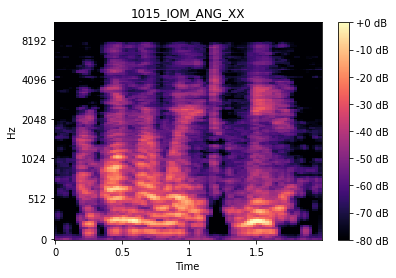 1015_IOM_ANG_XX
+0 dB
8192
-10 dB
4096
-20 dB
-30 dB
Hz
2048
-40 dB
1024
-50 dB
-60 dB
512
-70 dB
0
-80 dB
0
0.5
1
1.5
Time